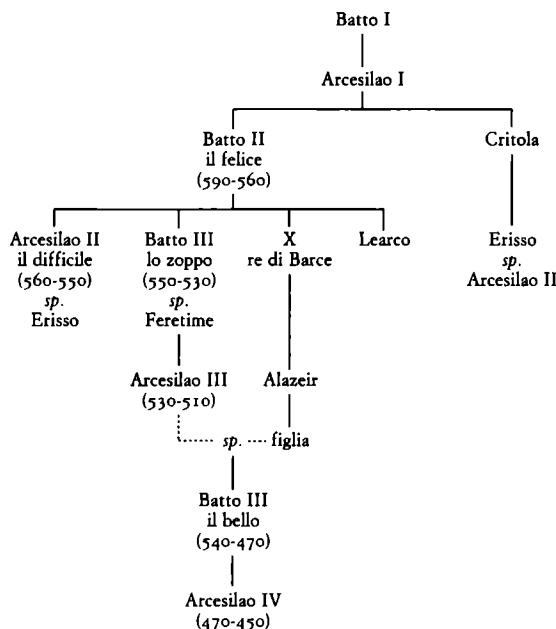 Batto I
Arcesilao I
Batto II
il felice
(590-560)
Critola
Arcesilao II
il difficile
(560-550)
sp.
Erisso
Batto III
lo zoppo
(550-530)
sp.
Feretime
X
re di Barce
Learco
Erisso
sp.
Arcesilao II
Arcesilao III
(530-510)
Alazeir
sp.
figlia
Batto III
il bello
(540-470)
Arcesilao IV
(470-450)